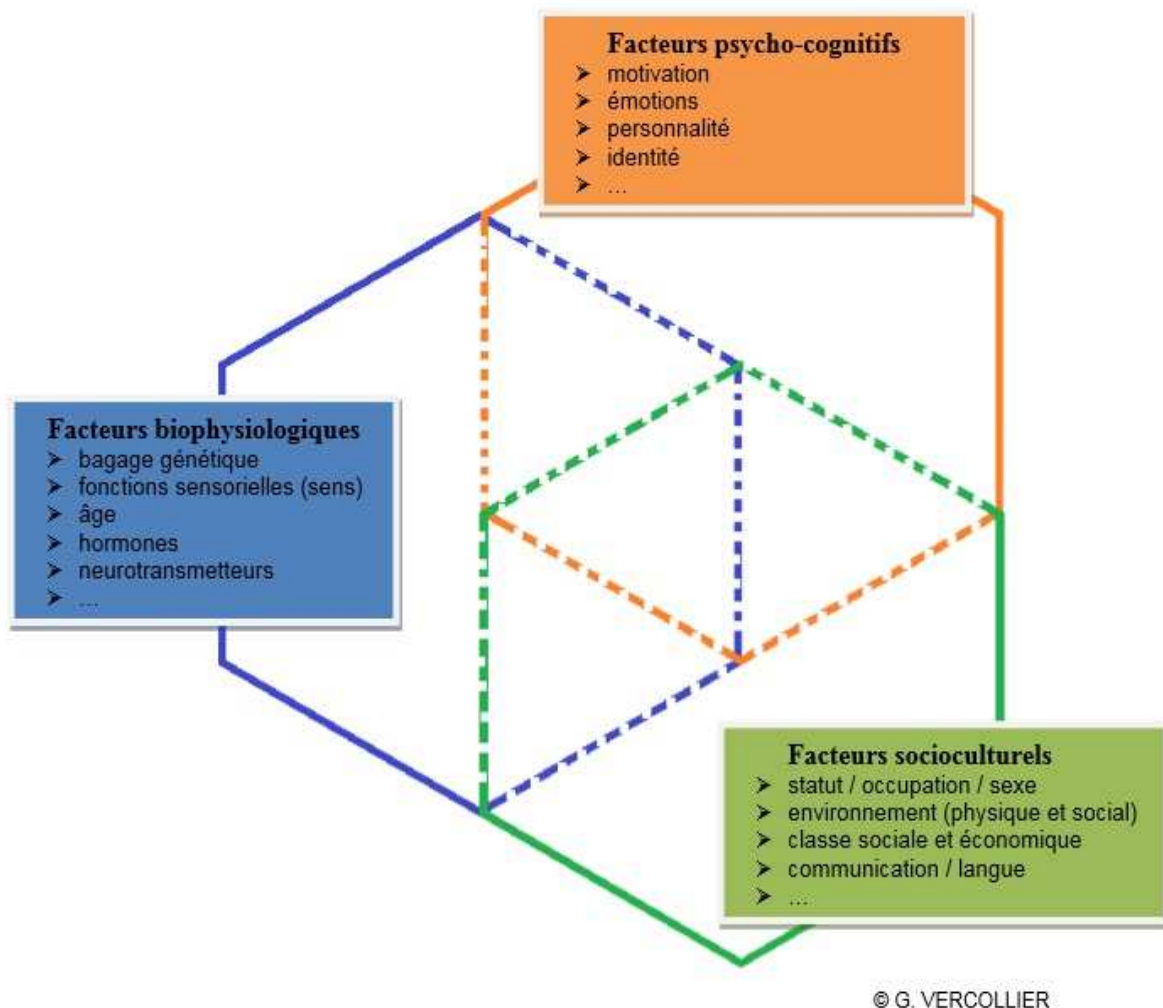 Facteurs psycho-cognitifs
➤ motivation
➤ émotions
➤ personnalité
➤ identité
➤ ...
Facteurs biophysiologiques
➤ bagage génétique
➤ fonctions sensorielles (sens)
➤ âge
➤ hormones
➤ neurotransmetteurs
➤ ...
Facteurs socioculturels
➤ statut / occupation / sexe
➤ environnement (physique et social)
➤ classe sociale et économique
➤ communication / langue
➤ ...
© G. VERCOLLIER